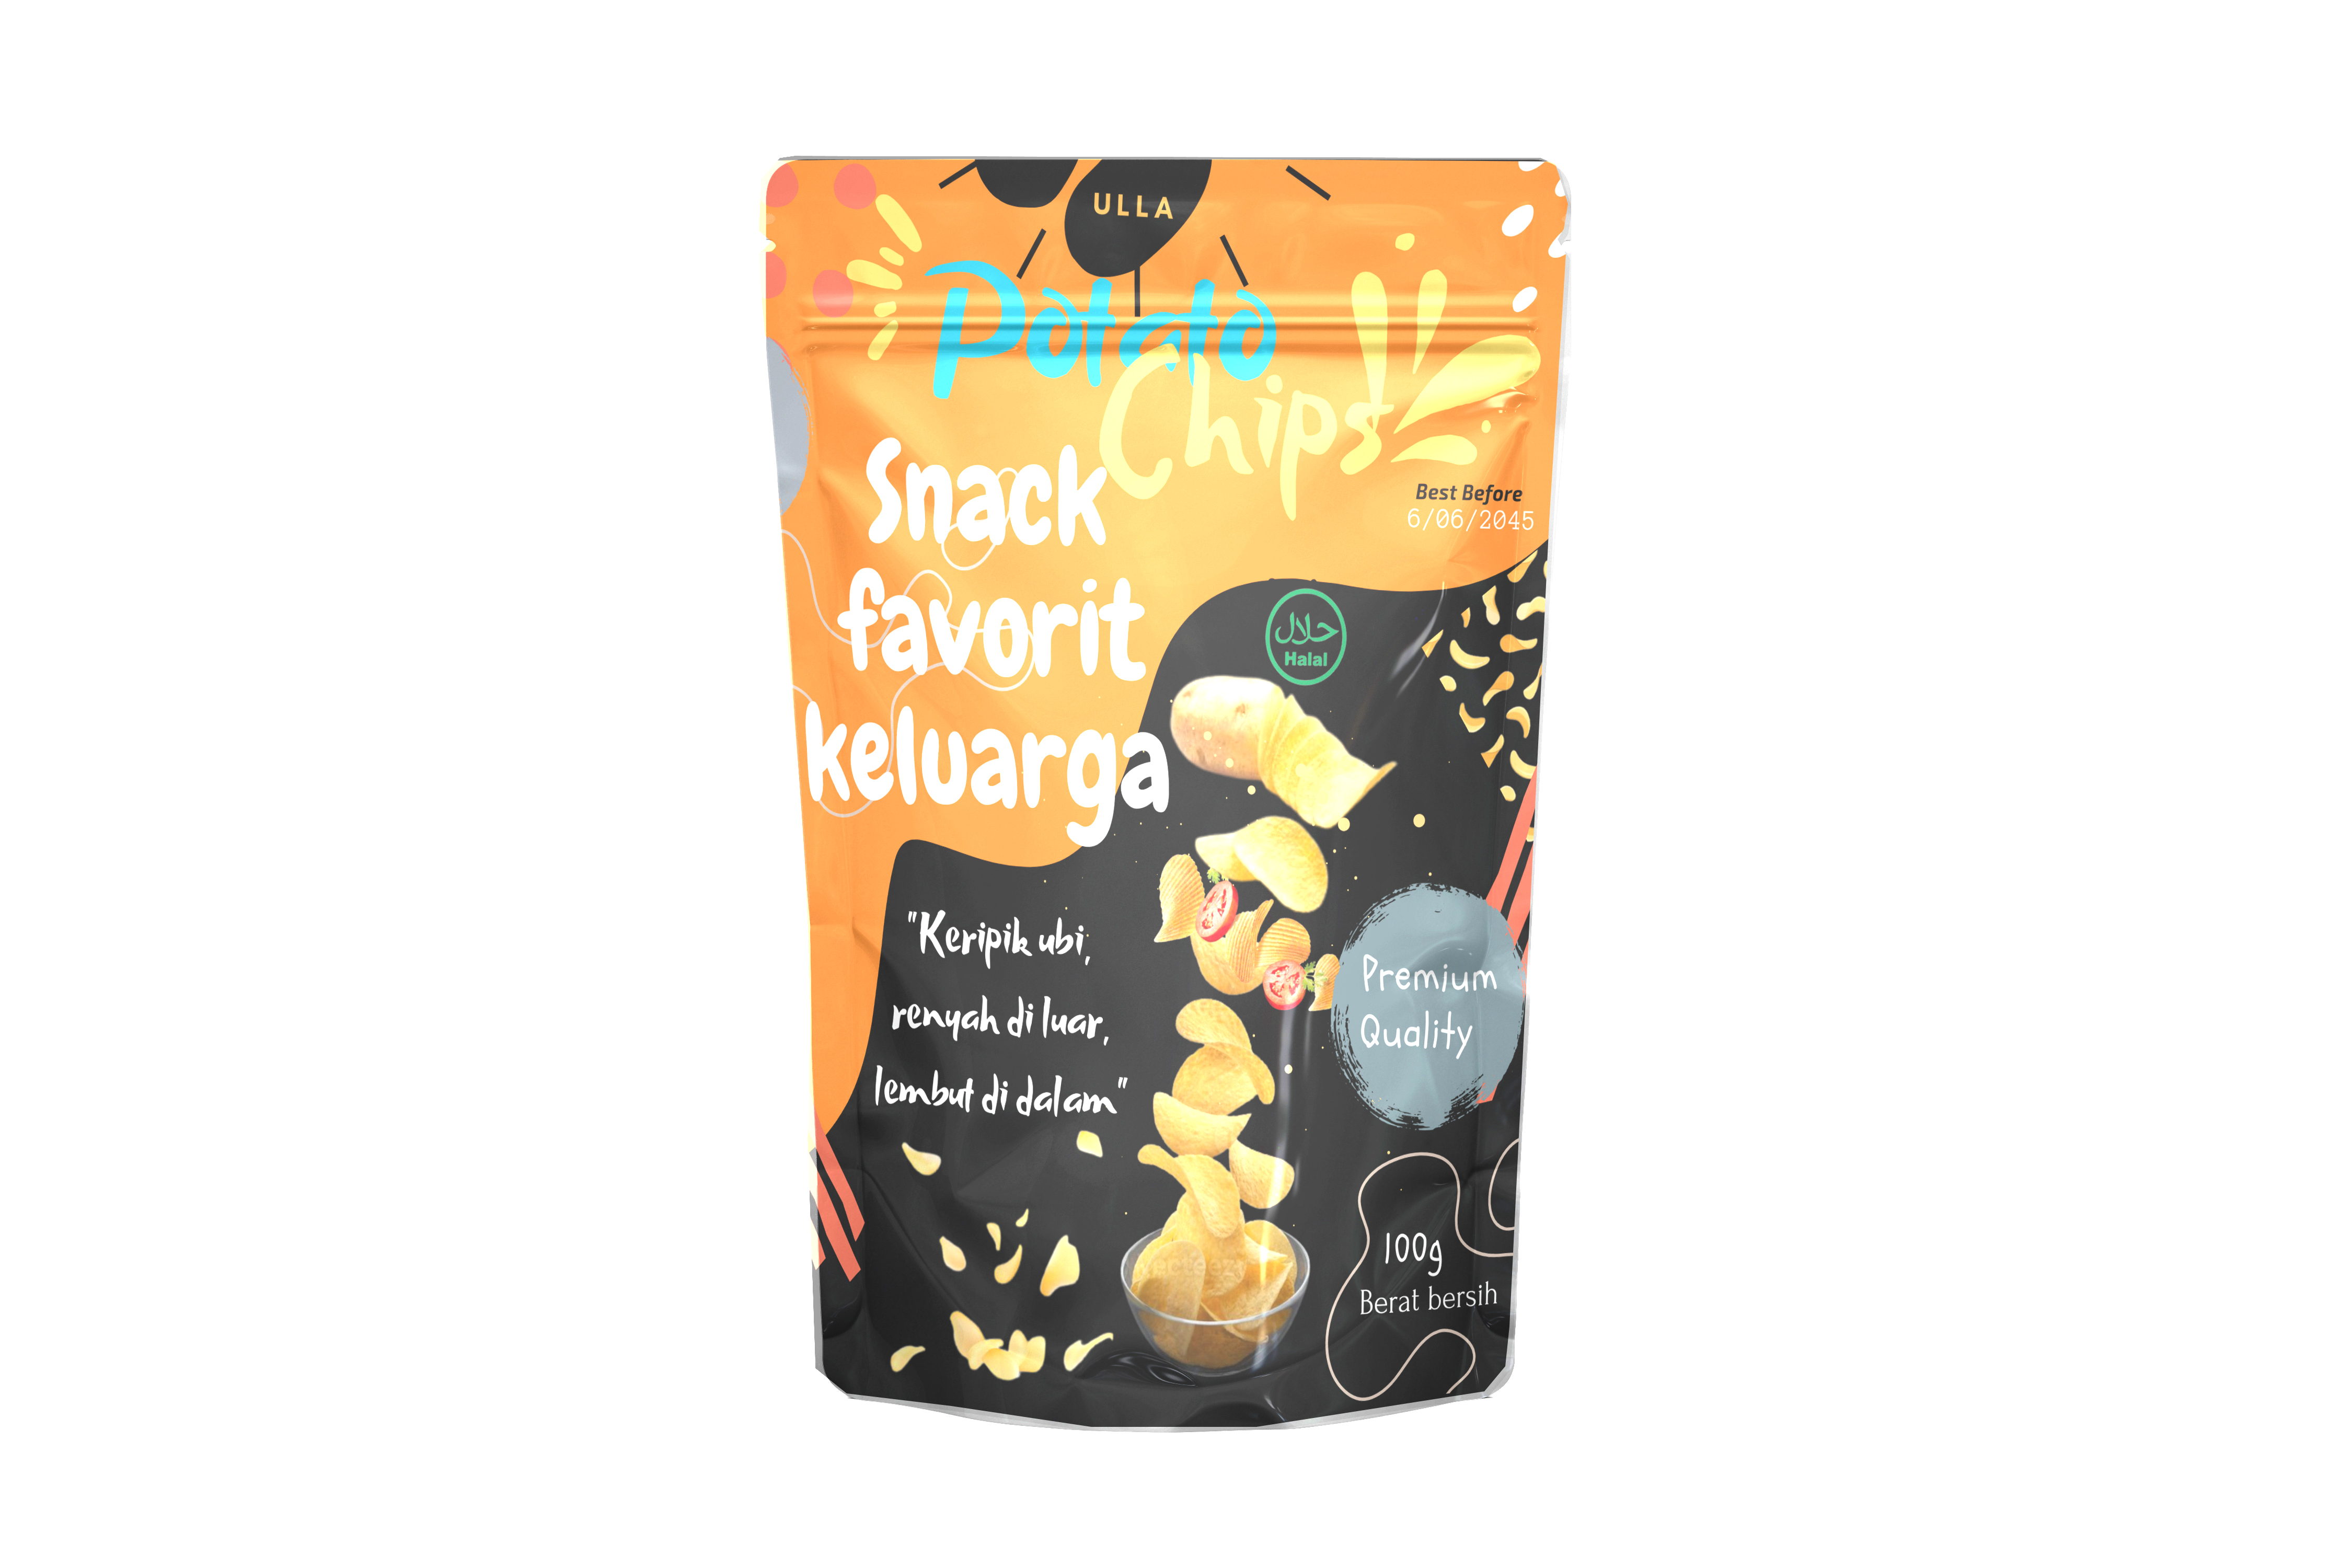 ULLA
Potato
Chips
Snack
favorit
keluarga
Best Before
6/06/2045
حلال
Halal
"Keripik ubi,
renyah di luar,
lembut di dalam"
Premium
Quality
100g
Berat bersih